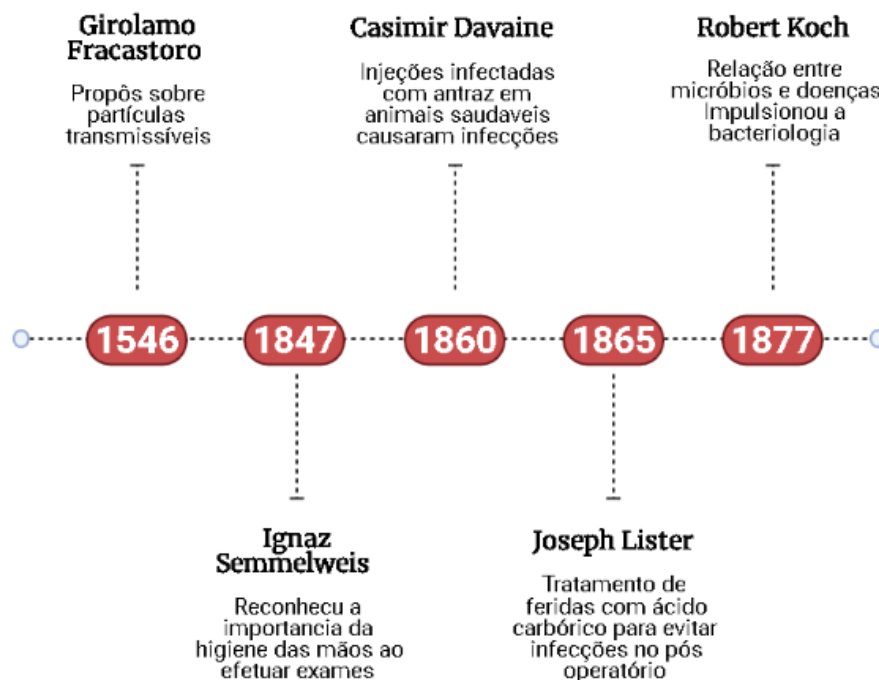 Girolamo
Fracastoro
Propôs sobre
partículas
transmissíveis
Casimir Davaine
Injeções infectadas
com antraz em
animais saudaveis
causaram infecções
Robert Koch
Relação entre
micróbios e doenças
Impulsionou a
bacteriologia
1546
1847
1860
1865
1877
Ignaz
Semmelweis
Reconhecu a
importancia da
higiene das mãos ao
efetuar exames
Joseph Lister
Tratamento de
feridas com ácido
carbórico para evitar
infecções no pós
operatório